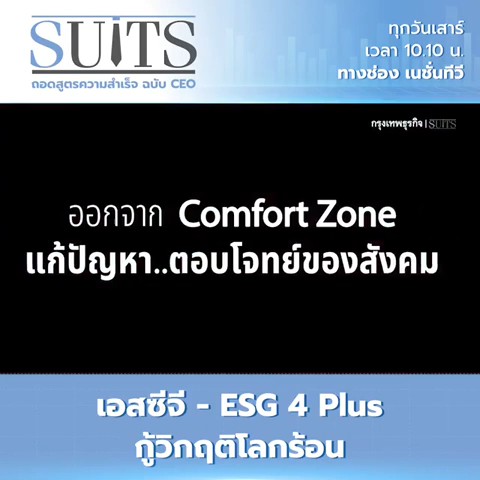 SUITS
ถอดสูตรความสำเร็จ ฉบับ CEO
ทุกวันเสาร์
เวลา 10.10 น.
ทางช่อง เนชั่นทีวี
กรุงเทพธุรกิจ | SUITS
ออกจาก Comfort Zone
แก้ปัญหา..ตอบโจทย์ของสังคม
เอสซีจี - ESG 4 Plus
กู้วิกฤติโลกร้อน